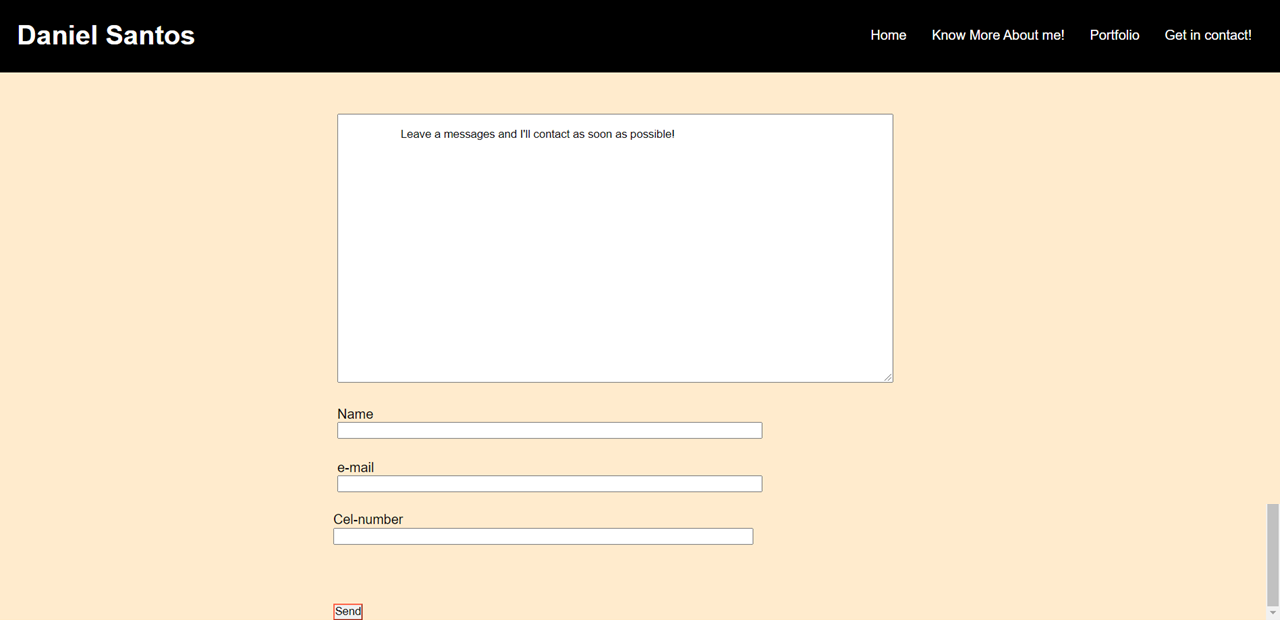 Daniel Santos
Home Know More About me! Portfolio Get in contact!
Leave a messages and I'll contact as soon as possible!
Name
e-mail
Cel-number
Send